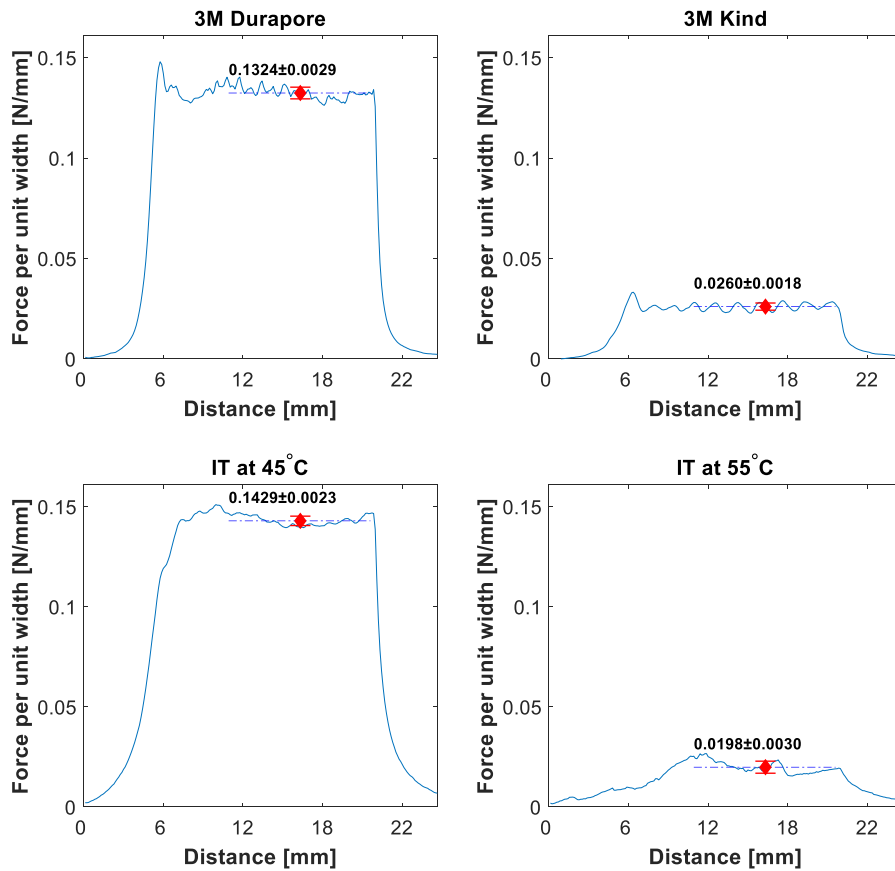 3M Durapore
0.15
0.1
0.05
0
Force per unit width [N/mm]
0.1324±0.0029
0 6 12 18 22
Distance [mm]
3M Kind
0.15
0.1
0.05
0
Force per unit width [N/mm]
0.0260±0.0018
0 6 12 18 22
Distance [mm]
IT at 45°C
0.15
0.1
0.05
0
Force per unit width [N/mm]
0.1429±0.0023
0 6 12 18 22
Distance [mm]
IT at 55°C
0.15
0.1
0.05
0
Force per unit width [N/mm]
0.0198±0.0030
0 6 12 18 22
Distance [mm]